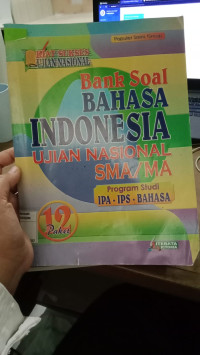 UJIAN NASIONAL
Bank Soal
BAHASA
INDONESIA
UJIAN NASIONAL
SMA/MA
Program Studi
IPA - IPS - BAHASA
12
Paket